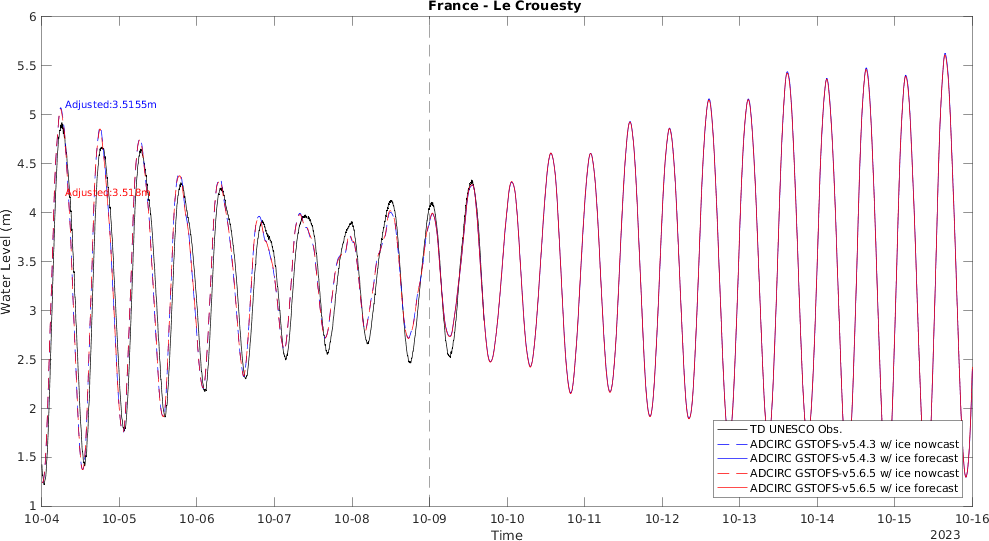 France - Le Crouesty
Water Level (m)
6
5.5
5
4.5
4
3.5
3
2.5
2
1.5
1
Adjusted:3.5155m
Adjusted:3.518m
TD UNESCO Obs.
ADCIRC GSTOFS-v5.4.3 w/ ice nowcast
ADCIRC GSTOFS-v5.4.3 w/ ice forecast
ADCIRC GSTOFS-v5.6.5 w/ ice nowcast
ADCIRC GSTOFS-v5.6.5 w/ ice forecast
10-04 10-05 10-06 10-07 10-08 10-09 10-10 10-11 10-12 10-13 10-14 10-15 10-16
Time
2023